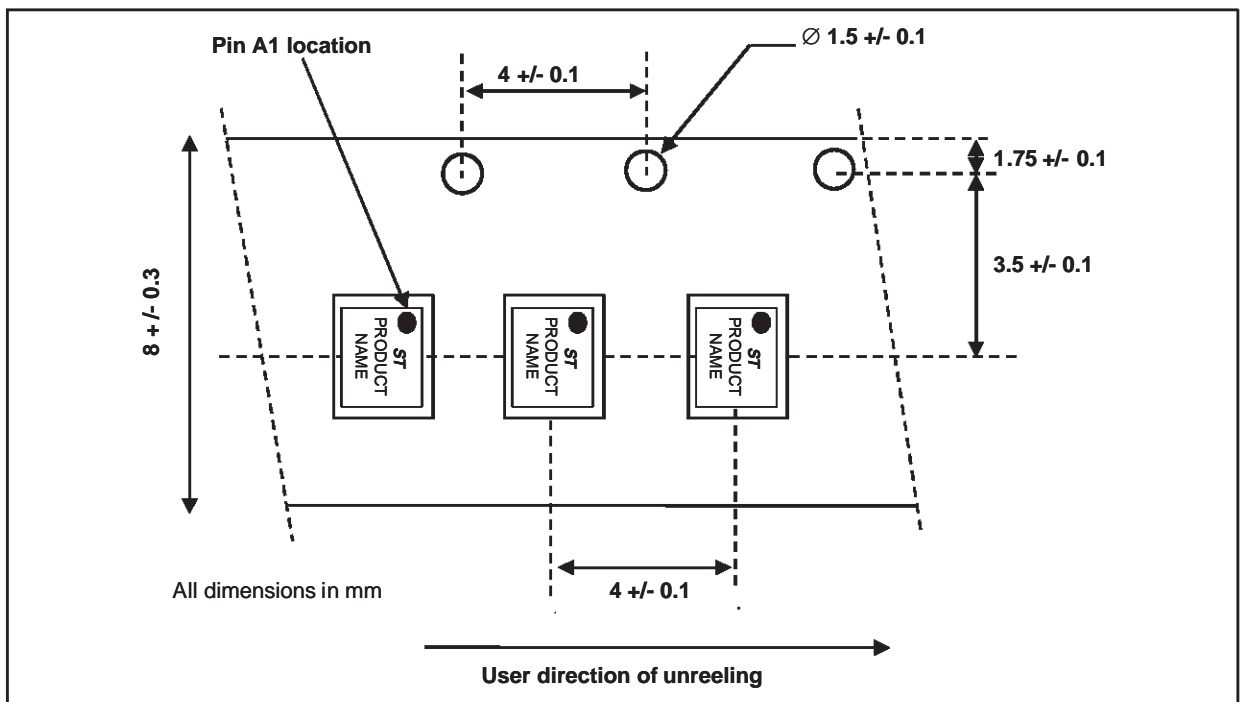 Pin A1 location
Ø 1.5 +/- 0.1
4 +/- 0.1
1.75 +/- 0.1
3.5 +/- 0.1
8 +/- 0.3
ST
PRODUCT
NAME
ST
PRODUCT
NAME
ST
PRODUCT
NAME
All dimensions in mm
4 +/- 0.1
User direction of unreeling